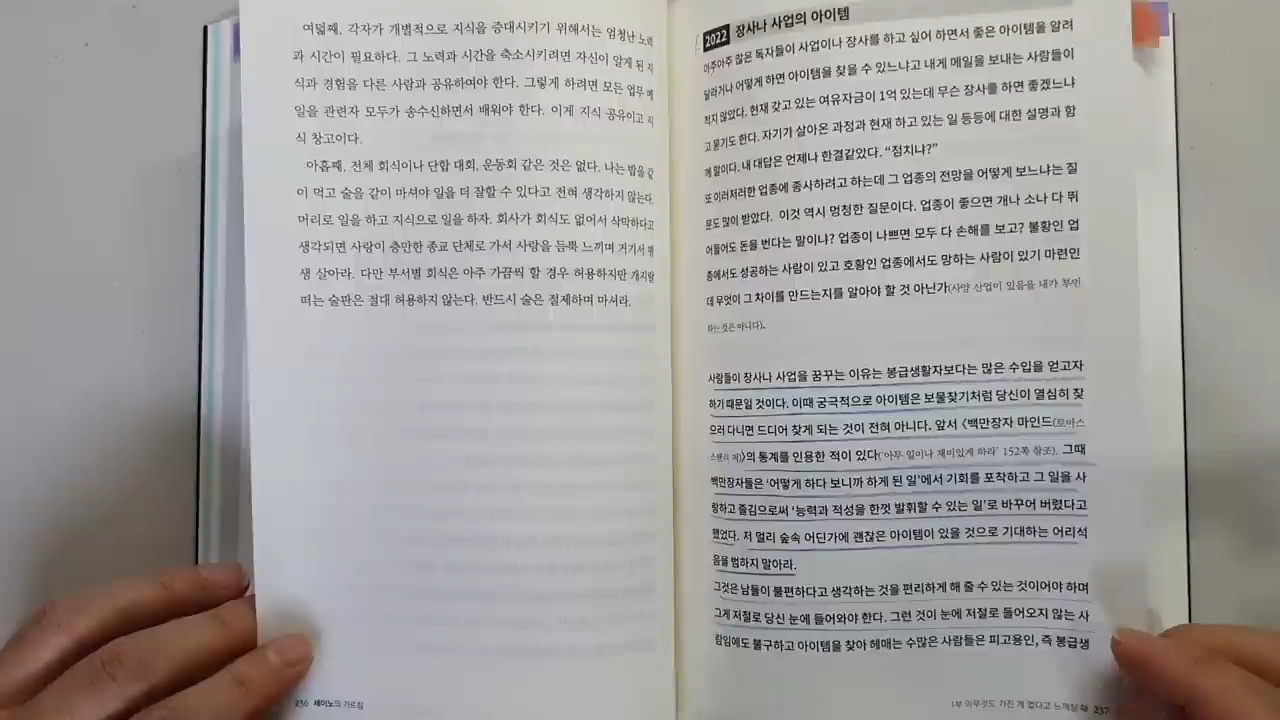 여덟째, 각자가 개별적으로 지식을 증대시키기 위해서는 엄청난 노력
과 시간이 필요하다. 그 노력과 시간을 축소시키려면 자신이 알게 된 지
식과 경험을 다른 사람과 공유하여야 한다. 그렇게 하려면 모든 업무 메
일을 관련자 모두가 송수신하면서 배워야 한다. 이게 지식 공유이고 지
식 창고이다.
아홉째, 전체 회식이나 단합 대회, 운동회 같은 것은 없다. 나는 밥을 같
이 먹고 술을 같이 마셔야 일을 더 잘할 수 있다고 전혀 생각하지 않는다.
머리로 일을 하고 지식으로 일을 하자. 회사가 회식도 없어서 삭막하다고
생각되면 사랑이 충만한 종교 단체로 가서 사랑을 듬뿍 느끼며 거기서 평
생 살아라. 다만 부서별 회식은 아주 가끔씩 할 경우 허용하지만 개지랄
떠는 술판은 절대 허용하지 않는다. 반드시 술은 절제하며 마셔라.
236 세이노의 가르침
2022 장사나 사업의 아이템
아주아주 많은 독자들이 사업이나 장사를 하고 싶어 하면서 좋은 아이템을 알려
달라거나 어떻게 하면 아이템을 찾을 수 있느냐고 내게 메일을 보내는 사람들이
적지 않았다. 현재 갖고 있는 여유자금이 1억 있는데 무슨 장사를 하면 좋겠느냐
고 묻기도 한다. 자기가 살아온 과정과 현재 하고 있는 일 등등에 대한 설명과 함
께 말이다. 내 대답은 언제나 한결같았다. “점치냐?”
또 이러저러한 업종에 종사하려고 하는데 그 업종의 전망을 어떻게 보느냐는 질
문도 많이 받았다. 이것 역시 멍청한 질문이다. 업종이 좋으면 개나 소나 다 뛰
어들어도 돈을 번다는 말이냐? 업종이 나쁘면 모두 다 손해를 보고? 불황인 업
종에서도 성공하는 사람이 있고 호황인 업종에서도 망하는 사람이 있기 마련인
데 무엇이 그 차이를 만드는지를 알아야 할 것 아닌가(사양 산업이 있음을 내가 부인
하는 것은 아니다).
사람들이 장사나 사업을 꿈꾸는 이유는 봉급생활자보다는 많은 수입을 얻고자
하기 때문일 것이다. 이때 궁극적으로 아이템은 보물찾기처럼 당신이 열심히 찾
으러 다니면 드디어 찾게 되는 것이 전혀 아니다. 앞서 〈백만장자 마인드(토마스
스탠리 저)〉의 통계를 인용한 적이 있다(‘아무 일이나 재미있게 하라’ 152쪽 참조). 그때
백만장자들은 ‘어떻게 하다 보니까 하게 된 일’에서 기회를 포착하고 그 일을 사
랑하고 즐김으로써 ‘능력과 적성을 한껏 발휘할 수 있는 일’로 바꾸어 버렸다고
했었다. 저 멀리 숲속 어딘가에 괜찮은 아이템이 있을 것으로 기대하는 어리석
음을 범하지 말아라.
그것은 남들이 불편하다고 생각하는 것을 편리하게 해 줄 수 있는 것이어야 하며
그게 저절로 당신 눈에 들어와야 한다. 그런 것이 눈에 저절로 들어오지 않는 사
람임에도 불구하고 아이템을 찾아 헤매는 수많은 사람들은 피고용인, 즉 봉급생
1부 아무것도 가진 게 없다고 느껴질 때 237